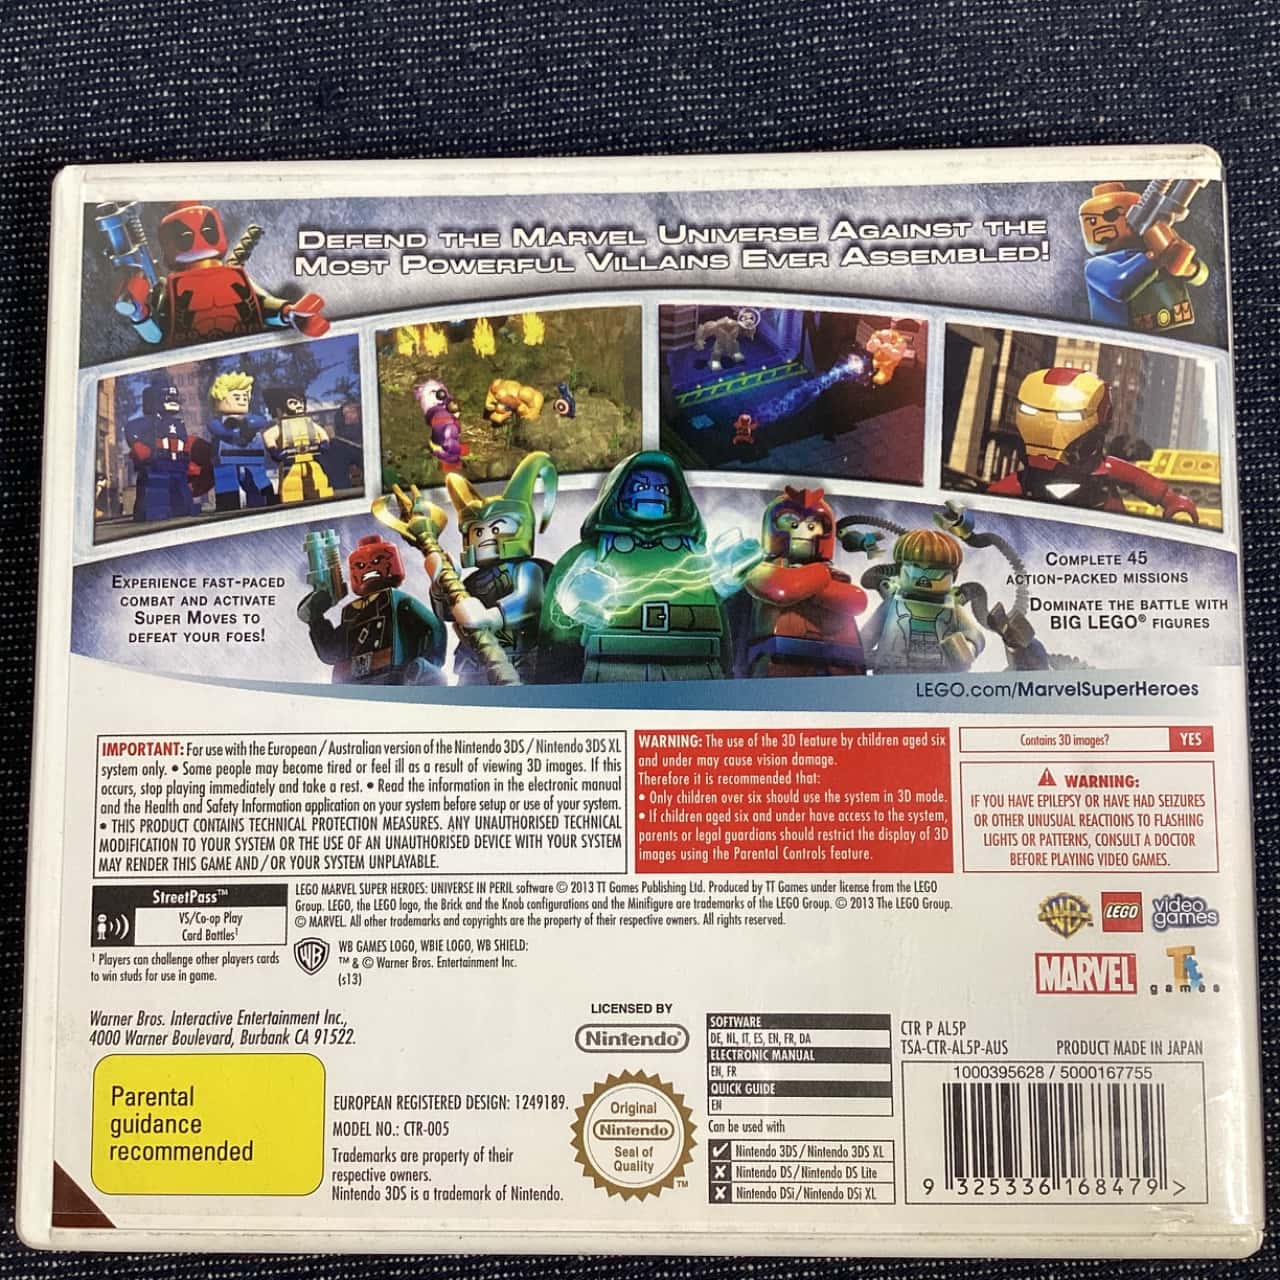 DEFEND THE MARVEL UNIVERSE AGAINST THE
MOST POWERFUL VILLAINS EVER ASSEMBLED!
EXPERIENCE FAST-PACED
COMBAT AND ACTIVATE
SUPER MOVES TO
DEFEAT YOUR FOES!
COMPLETE 45
ACTION-PACKED MISSIONS
DOMINATE THE BATTLE WITH
BIG LEGO® FIGURES
LEGO.com/MarvelSuperHeroes
IMPORTANT: For use with the European/Australian version of the Nintendo 3DS/Nintendo 3DS XL
system only. • Some people may become tired or feel ill as a result of viewing 3D images. If this
occurs, stop playing immediately and take a rest. • Read the information in the electronic manual
and the Health and Safety Information application on your system before setup or use of your system.
• THIS PRODUCT CONTAINS TECHNICAL PROTECTION MEASURES. ANY UNAUTHORISED TECHNICAL
MODIFICATION TO YOUR SYSTEM OR THE USE OF AN UNAUTHORISED DEVICE WITH YOUR SYSTEM
MAY RENDER THIS GAME AND/OR YOUR SYSTEM UNPLAYABLE.
WARNING: The use of the 3D feature by children aged six
and under may cause vision damage.
Therefore it is recommended that:
• Only children over six should use the system in 3D mode.
• If children aged six and under have access to the system,
parents or legal guardians should restrict the display of 3D
images using the Parental Controls feature.
Contains 3D images? YES
WARNING:
IF YOU HAVE EPILEPSY OR HAVE HAD SEIZURES
OR OTHER UNUSUAL REACTIONS TO FLASHING
LIGHTS OR PATTERNS, CONSULT A DOCTOR
BEFORE PLAYING VIDEO GAMES.
StreetPass™
VS/Co-op Play
Card Battles¹
¹ Players can challenge other players cards
to win studs for use in game.
LEGO MARVEL SUPER HEROES: UNIVERSE IN PERIL software © 2013 TT Games Publishing Ltd. Produced by TT Games under license from the LEGO
Group. LEGO, the LEGO logo, the Brick and the Knob configurations and the Minifigure are trademarks of the LEGO Group. © 2013 The LEGO Group.
© MARVEL. All other trademarks and copyrights are the property of their respective owners. All rights reserved.
WB
WB GAMES LOGO, WBIE LOGO, WB SHIELD:
™ & © Warner Bros. Entertainment Inc.
(s13)
WB
LEGO
video
games
MARVEL
Tt
games
Warner Bros. Interactive Entertainment Inc.,
4000 Warner Boulevard, Burbank CA 91522.
Parental
guidance
recommended
EUROPEAN REGISTERED DESIGN: 1249189.
MODEL NO.: CTR-005
Trademarks are property of their
respective owners.
Nintendo 3DS is a trademark of Nintendo.
LICENSED BY
Nintendo®
Original
Nintendo
Seal of
Quality
™
SOFTWARE
DE, NL, IT, ES, EN, FR, DA
ELECTRONIC MANUAL
EN, FR
QUICK GUIDE
EN
Can be used with
✓ Nintendo 3DS/Nintendo 3DS XL
✗ Nintendo DS/Nintendo DS Lite
✗ Nintendo DSi/Nintendo DSi XL
CTR P AL5P
TSA-CTR-AL5P-AUS
PRODUCT MADE IN JAPAN
1000395628 / 5000167755
9 325336 168479 >